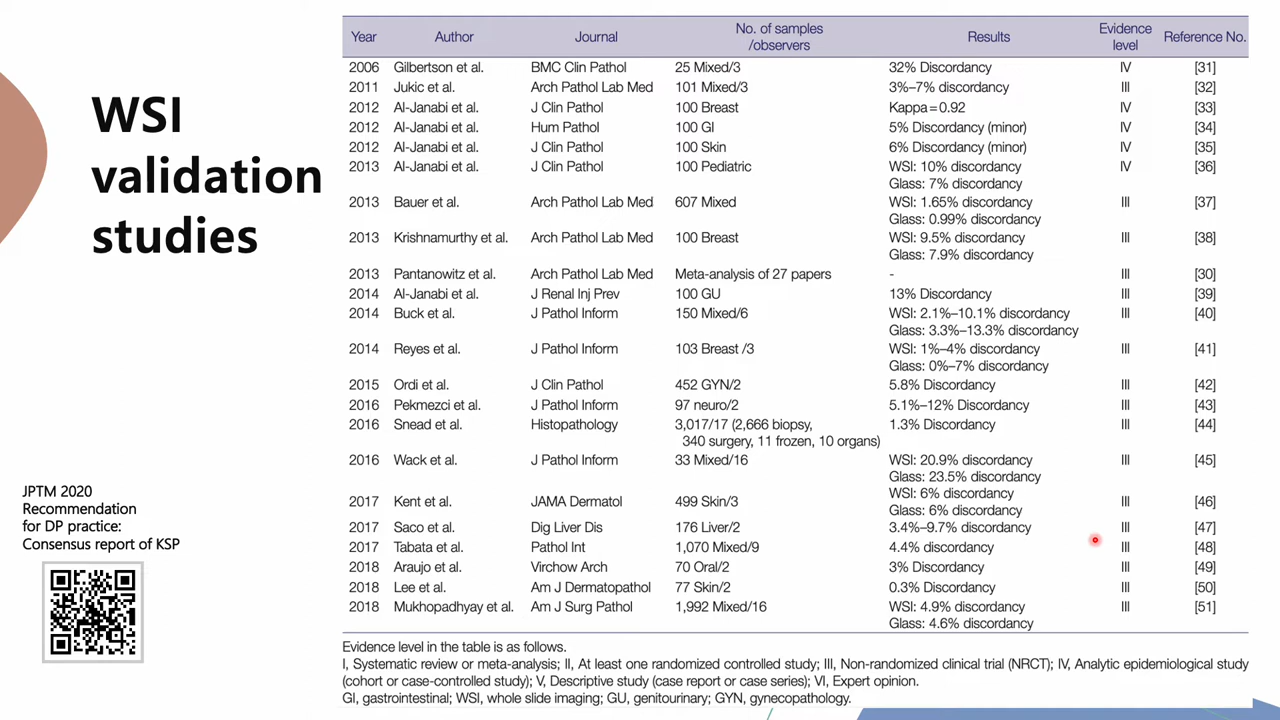 WSI
validation
studies
JPTM 2020
Recommendation
for DP practice:
Consensus report of KSP
Year Author Journal No. of samples /observers Results Evidence level Reference No.
2006 Gilbertson et al. BMC Clin Pathol 25 Mixed/3 32% Discordancy IV [31]
2011 Jukic et al. Arch Pathol Lab Med 101 Mixed/3 3%–7% discordancy III [32]
2012 Al-Janabi et al. J Clin Pathol 100 Breast Kappa=0.92 IV [33]
2012 Al-Janabi et al. Hum Pathol 100 GI 5% Discordancy (minor) IV [34]
2012 Al-Janabi et al. J Clin Pathol 100 Skin 6% Discordancy (minor) IV [35]
2013 Al-Janabi et al. J Clin Pathol 100 Pediatric WSI: 10% discordancy IV [36]
Glass: 7% discordancy
2013 Bauer et al. Arch Pathol Lab Med 607 Mixed WSI: 1.65% discordancy III [37]
Glass: 0.99% discordancy
2013 Krishnamurthy et al. Arch Pathol Lab Med 100 Breast WSI: 9.5% discordancy III [38]
Glass: 7.9% discordancy
2013 Pantanowitz et al. Arch Pathol Lab Med Meta-analysis of 27 papers - III [30]
2014 Al-Janabi et al. J Renal Inj Prev 100 GU 13% Discordancy III [39]
2014 Buck et al. J Pathol Inform 150 Mixed/6 WSI: 2.1%–10.1% discordancy III [40]
Glass: 3.3%–13.3% discordancy
2014 Reyes et al. J Pathol Inform 103 Breast /3 WSI: 1%–4% discordancy III [41]
Glass: 0%–7% discordancy
2015 Ordi et al. J Clin Pathol 452 GYN/2 5.8% Discordancy III [42]
2016 Pekmezci et al. J Pathol Inform 97 neuro/2 5.1%–12% Discordancy III [43]
2016 Snead et al. Histopathology 3,017/17 (2,666 biopsy, 1.3% Discordancy III [44]
340 surgery, 11 frozen, 10 organs)
2016 Wack et al. J Pathol Inform 33 Mixed/16 WSI: 20.9% discordancy III [45]
Glass: 23.5% discordancy
2017 Kent et al. JAMA Dermatol 499 Skin/3 WSI: 6% discordancy III [46]
Glass: 6% discordancy
2017 Saco et al. Dig Liver Dis 176 Liver/2 3.4%–9.7% discordancy III [47]
2017 Tabata et al. Pathol Int 1,070 Mixed/9 4.4% discordancy III [48]
2018 Araujo et al. Virchow Arch 70 Oral/2 3% Discordancy III [49]
2018 Lee et al. Am J Dermatopathol 77 Skin/2 0.3% Discordancy III [50]
2018 Mukhopadhyay et al. Am J Surg Pathol 1,992 Mixed/16 WSI: 4.9% discordancy III [51]
Glass: 4.6% discordancy
Evidence level in the table is as follows.
I, Systematic review or meta-analysis; II, At least one randomized controlled study; III, Non-randomized clinical trial (NRCT); IV, Analytic epidemiological study
(cohort or case-controlled study); V, Descriptive study (case report or case series); VI, Expert opinion.
GI, gastrointestinal; WSI, whole slide imaging; GU, genitourinary; GYN, gynecopathology.